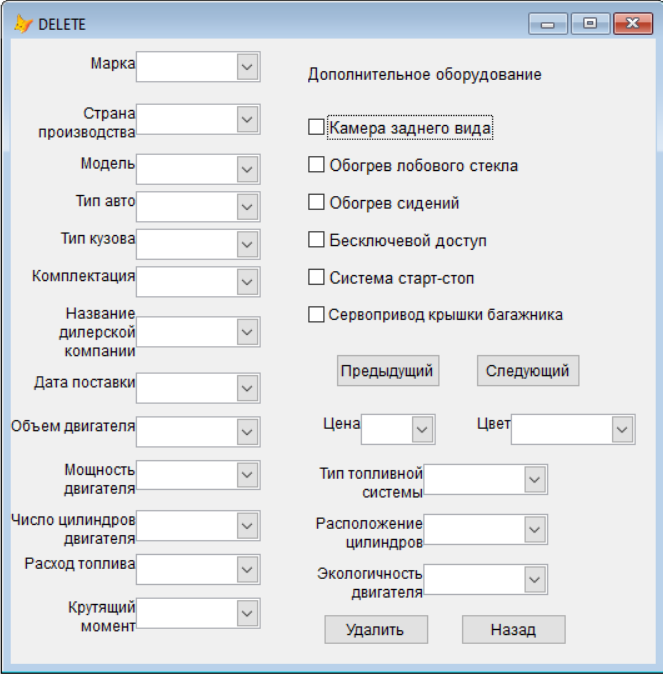 DELETE
Марка
Страна
производства
Модель
Тип авто
Тип кузова
Комплектация
Название
дилерской
компании
Дата поставки
Объем двигателя
Мощность
двигателя
Число цилиндров
двигателя
Расход топлива
Крутящий
момент
Дополнительное оборудование
Камера заднего вида
Обогрев лобового стекла
Обогрев сидений
Бесключевой доступ
Система старт-стоп
Сервопривод крышки багажника
Предыдущий Следующий
Цена Цвет
Тип топливной
системы
Расположение
цилиндров
Экологичность
двигателя
Удалить Назад